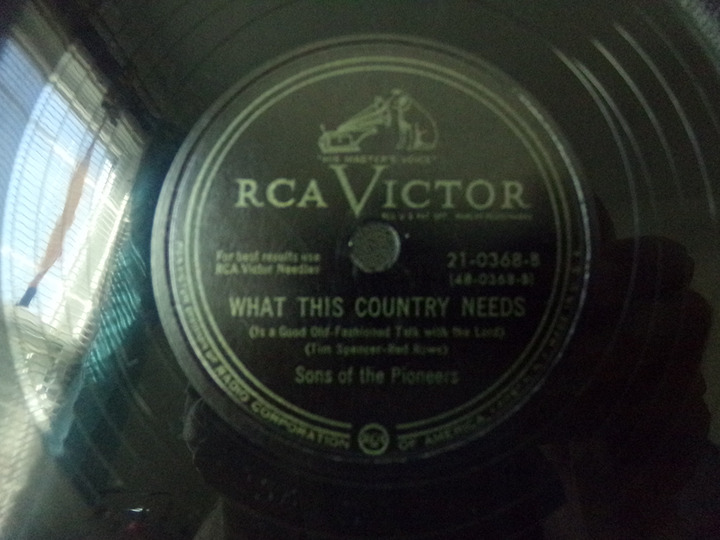 "HIS MASTER'S VOICE"
RCA VICTOR
For best results use
RCA Victor Needles
21-0368-B
(48-0368-B)
WHAT THIS COUNTRY NEEDS
(Is a Good Old-Fashioned Talk with the Lord)
(Tim Spencer-Red Rowe)
Sons of the Pioneers
RADIO CORPORATION RCA OF AMERICA